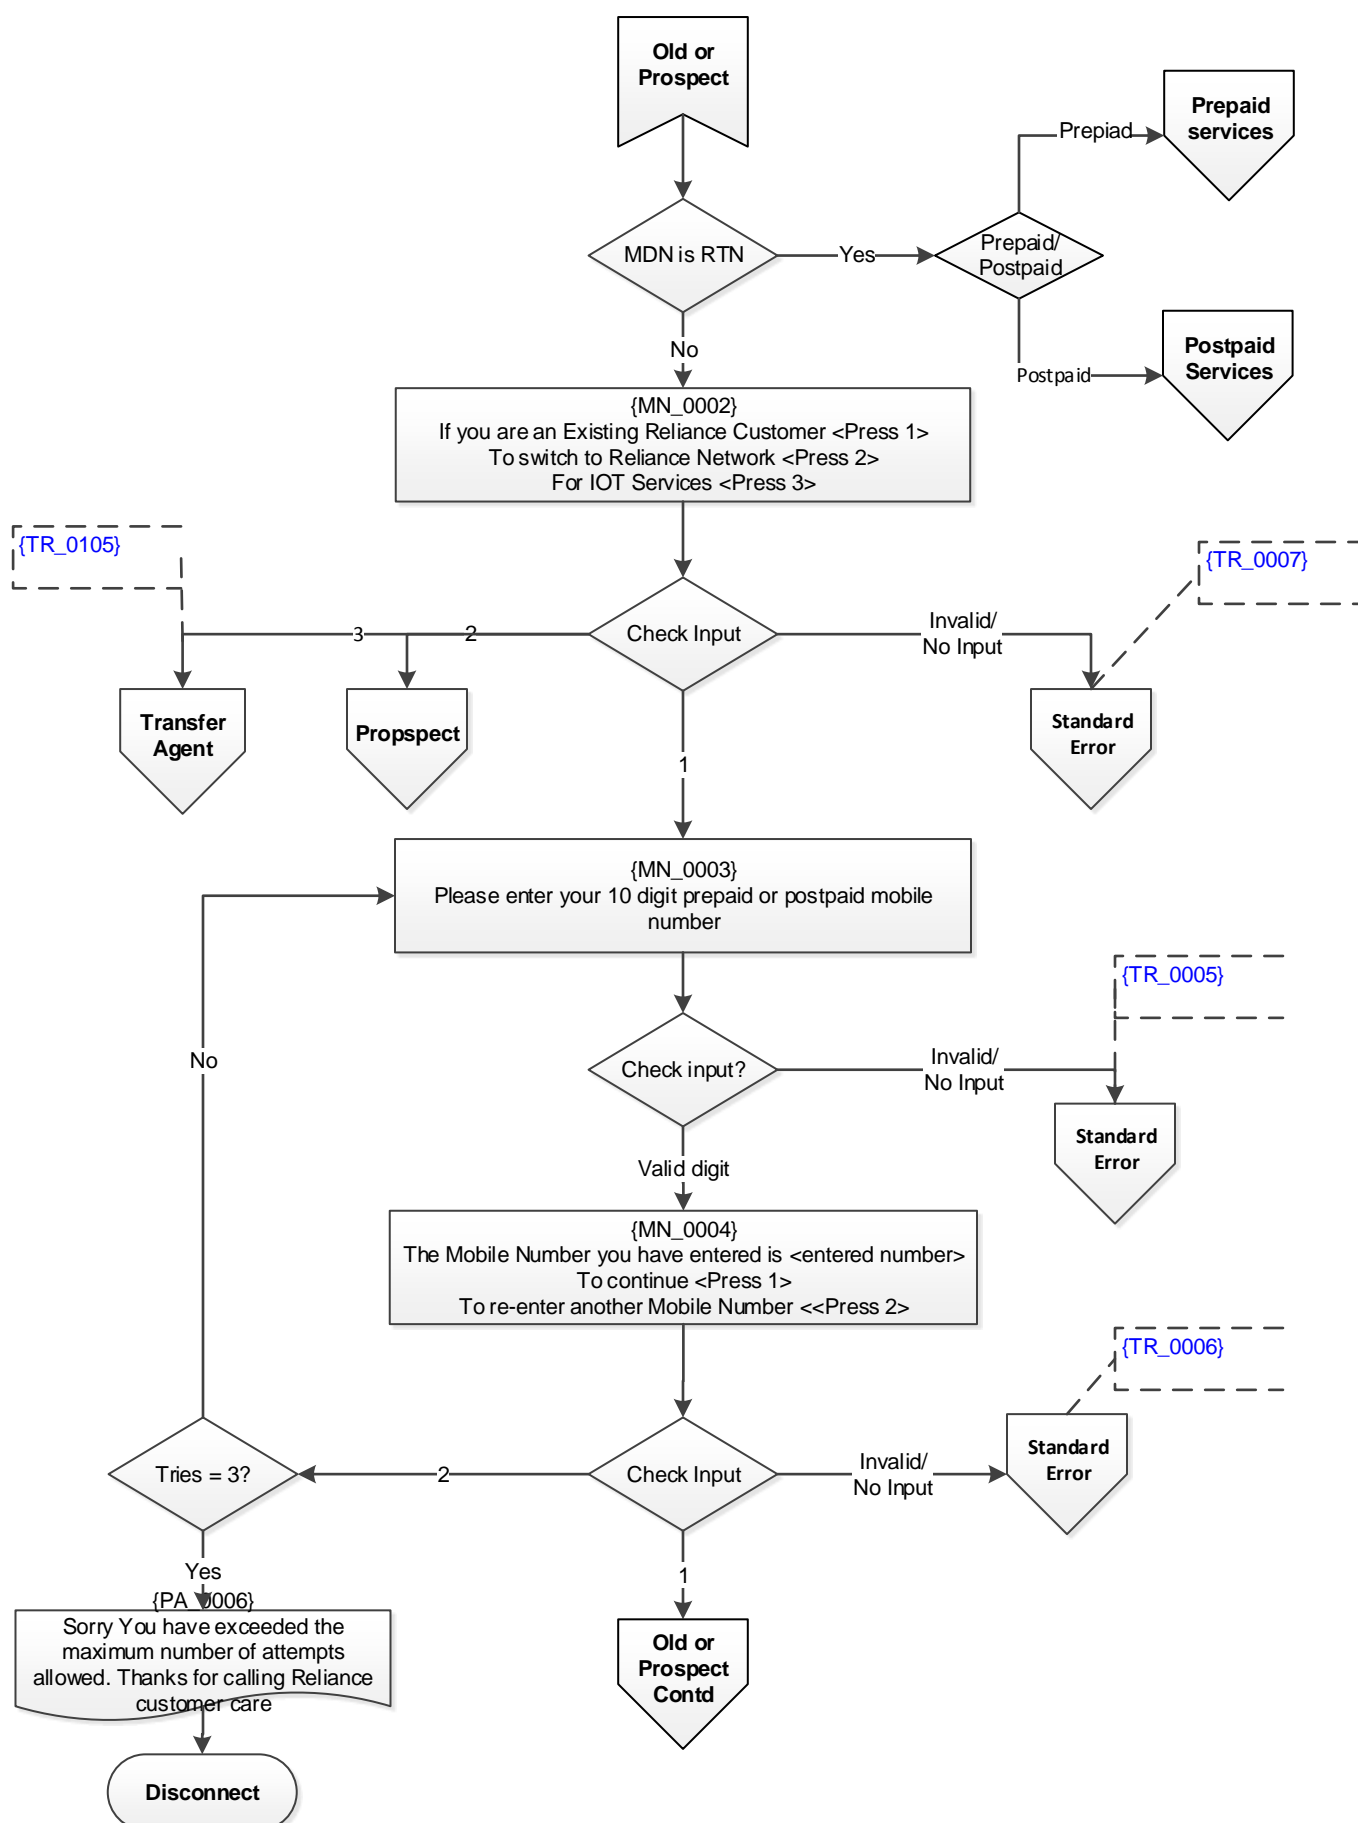 Old or
Prospect
Prepaid
services
Prepiad
MDN is RTN
Yes
Prepaid/
Postpaid
Postpaid
Services
Postpaid
No
{MN_0002}
If you are an Existing Reliance Customer <Press 1>
To switch to Reliance Network <Press 2>
For IOT Services <Press 3>
{TR_0105}
{TR_0007}
3
2
Check Input
Invalid/
No Input
Transfer
Agent
Propspect
Standard
Error
1
{MN_0003}
Please enter your 10 digit prepaid or postpaid mobile
number
{TR_0005}
No
Check input?
Invalid/
No Input
Standard
Error
Valid digit
{MN_0004}
The Mobile Number you have entered is <entered number>
To continue <Press 1>
To re-enter another Mobile Number <<Press 2>
{TR_0006}
Tries = 3?
2
Check Input
Invalid/
No Input
Standard
Error
Yes
1
{PA_0006}
Sorry You have exceeded the
maximum number of attempts
allowed. Thanks for calling Reliance
customer care
Old or
Prospect
Contd
Disconnect